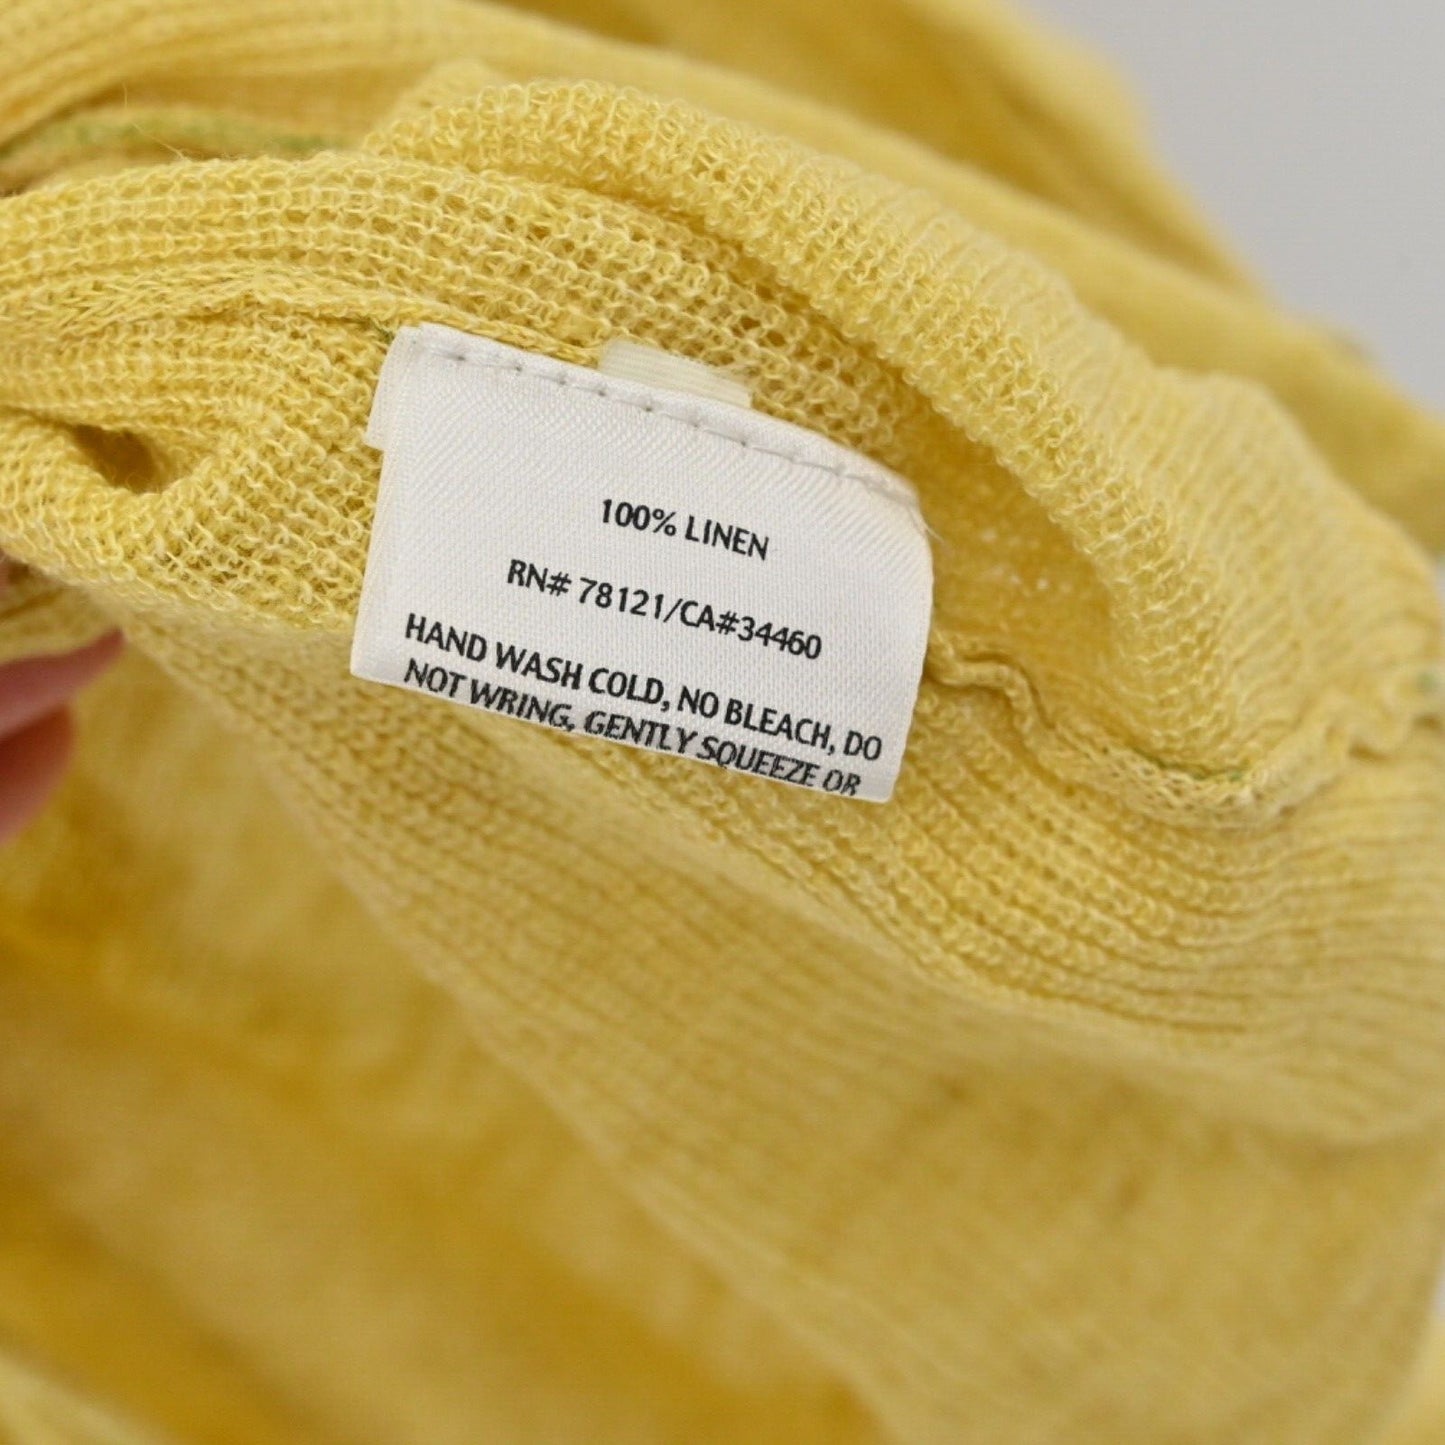 100% LINEN
RN# 78121/CA#34460
HAND WASH COLD, NO BLEACH, DO
NOT WRING, GENTLY SQUEEZE OR